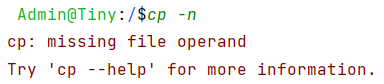 Admin@Tiny:/$cp -n
cp: missing file operand
Try 'cp --help' for more information.